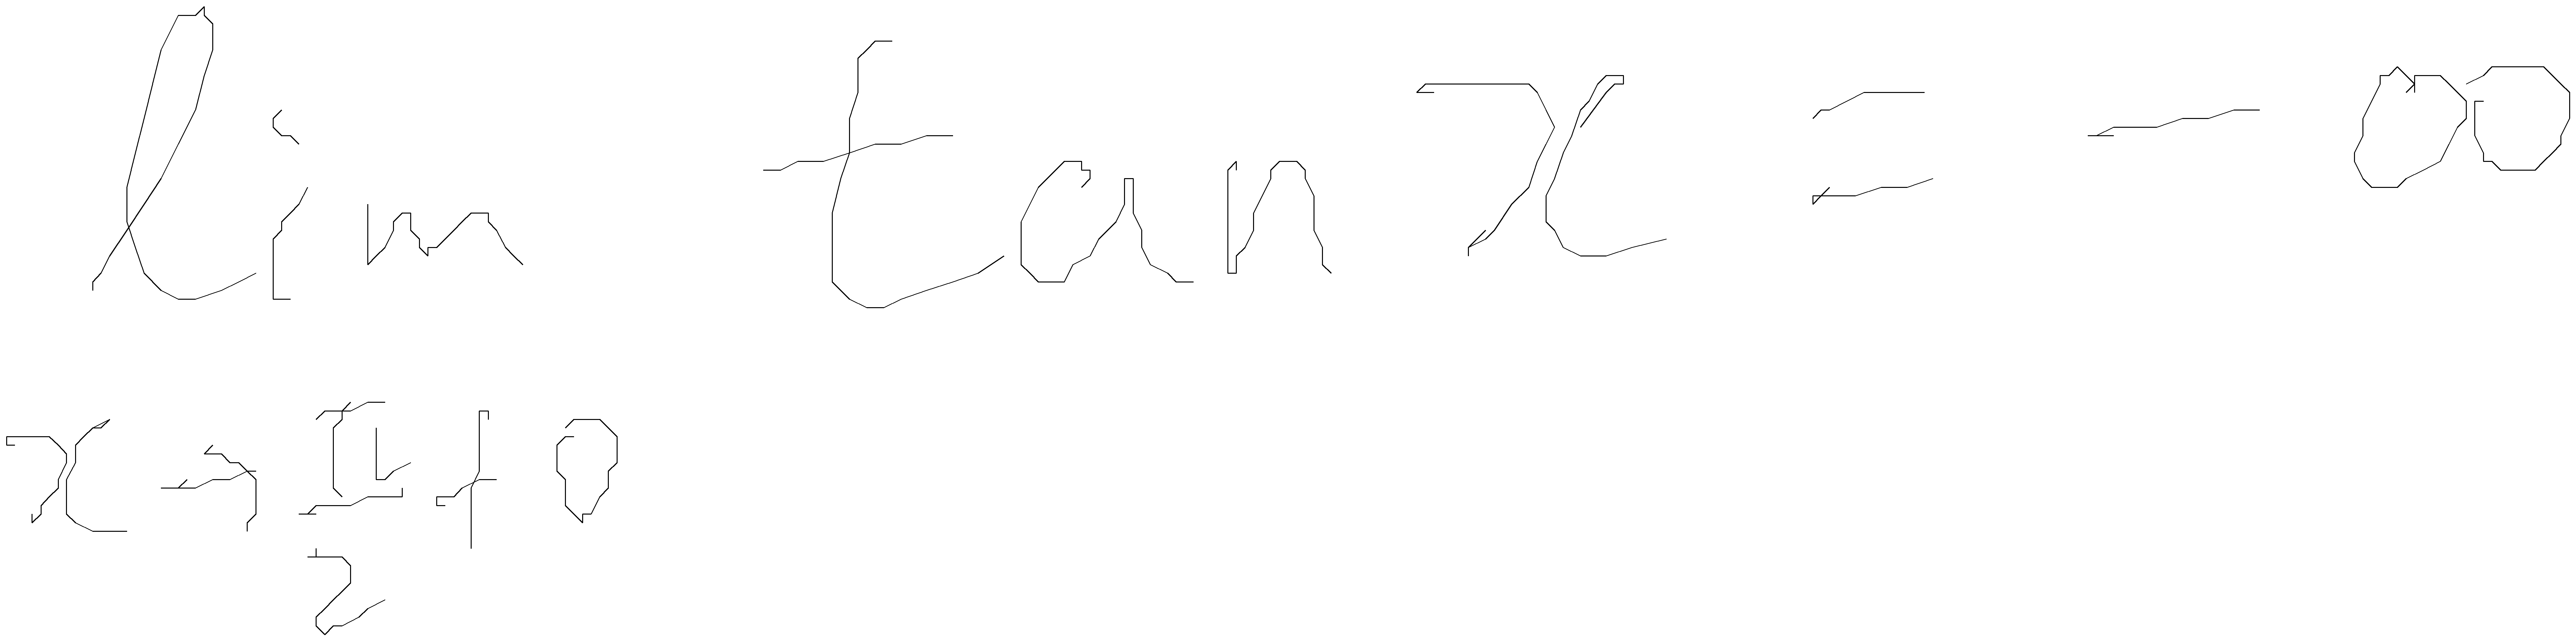 lim tan x = - ∞
x → π/2 + 0